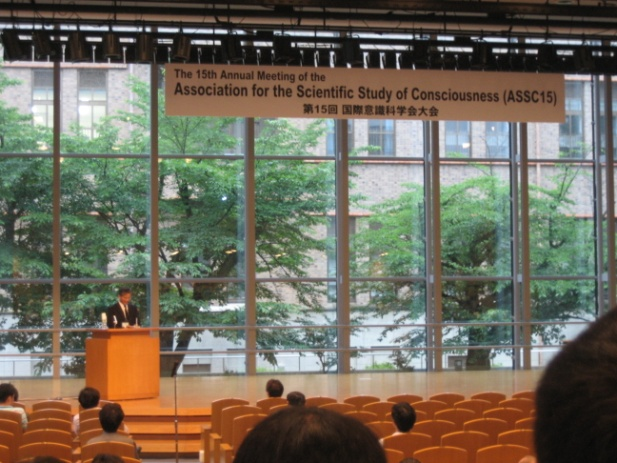 The 15th Annual Meeting of the
Association for the Scientific Study of Consciousness (ASSC15)
第15回 国際意識科学会大会